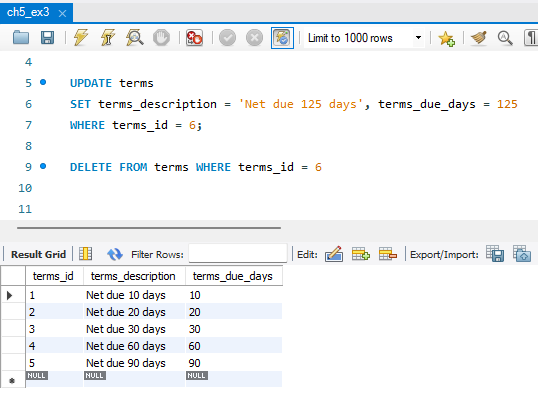 ch5_ex3
Limit to 1000 rows
4
5 UPDATE terms
6 SET terms_description = 'Net due 125 days', terms_due_days = 125
7 WHERE terms_id = 6;
8
9 DELETE FROM terms WHERE terms_id = 6
10
11
Result Grid Filter Rows: Edit: Export/Import:
terms_id terms_description terms_due_days
1 Net due 10 days 10
2 Net due 20 days 20
3 Net due 30 days 30
4 Net due 60 days 60
5 Net due 90 days 90
NULL NULL NULL